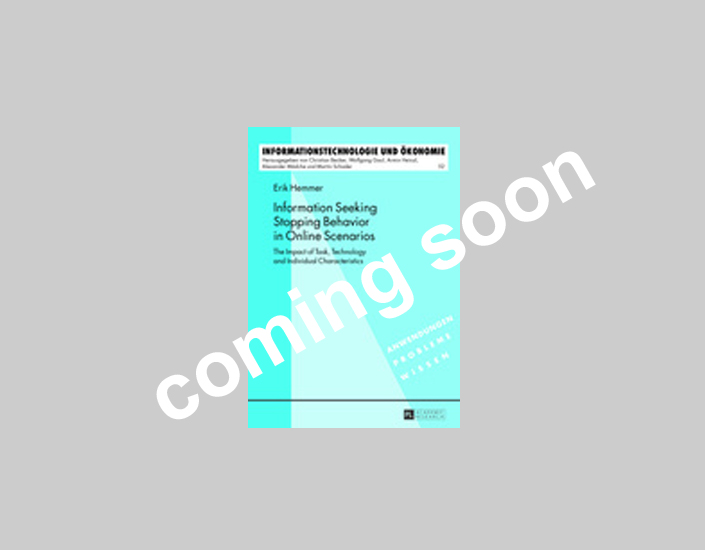 INFORMATIONSTECHNOLOGIE UND ÖKONOMIE
Herausgegeben von Christian Becker, Wolfgang Gaul, Armin Heinzl,
Alexander Mädche und Martin Schader
52
Erik Hemmer
Information Seeking
Stopping Behavior
in Online Scenarios
The Impact of Task, Technology
and Individual Characteristics
coming soon
ANWENDUNGEN
PROBLEME
WISSEN
PL ACADEMIC
RESEARCH